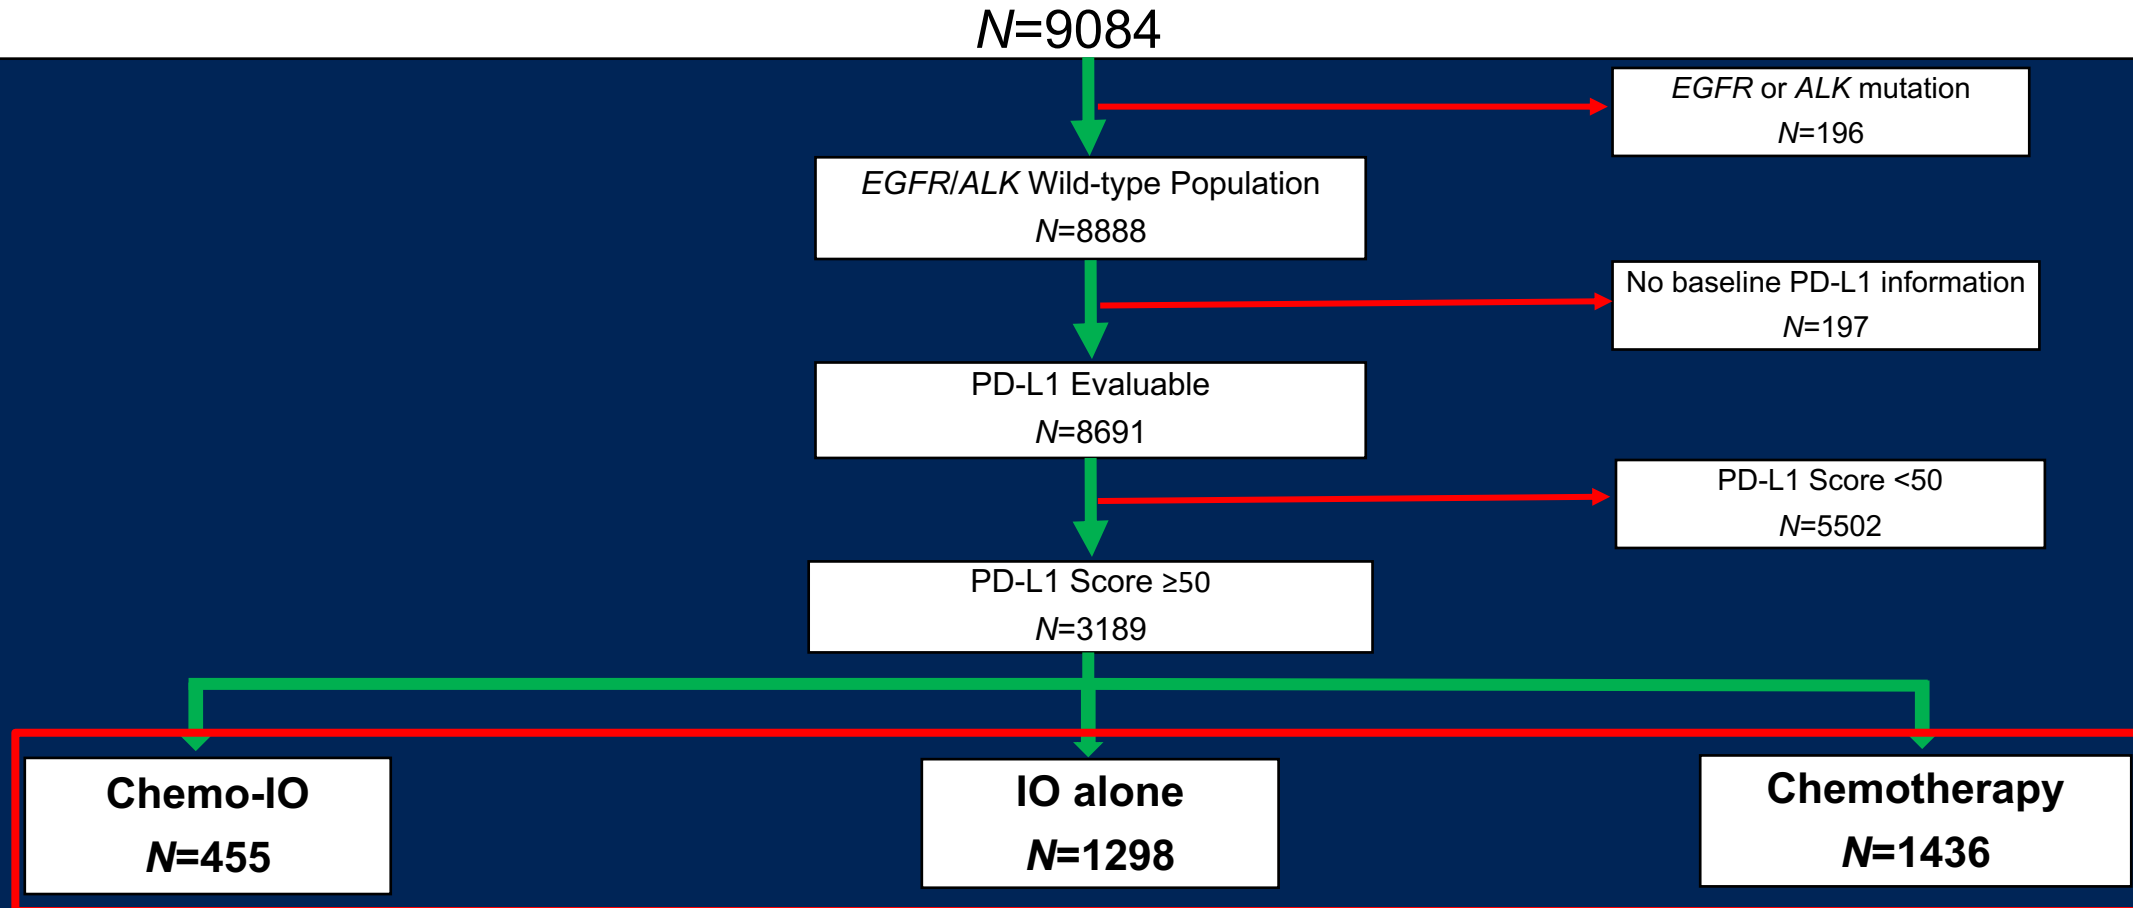 N=9084
EGFR or ALK mutation
N=196
EGFR/ALK Wild-type Population
N=8888
No baseline PD-L1 information
N=197
PD-L1 Evaluable
N=8691
PD-L1 Score <50
N=5502
PD-L1 Score ≥50
N=3189
Chemo-IO
N=455
IO alone
N=1298
Chemotherapy
N=1436